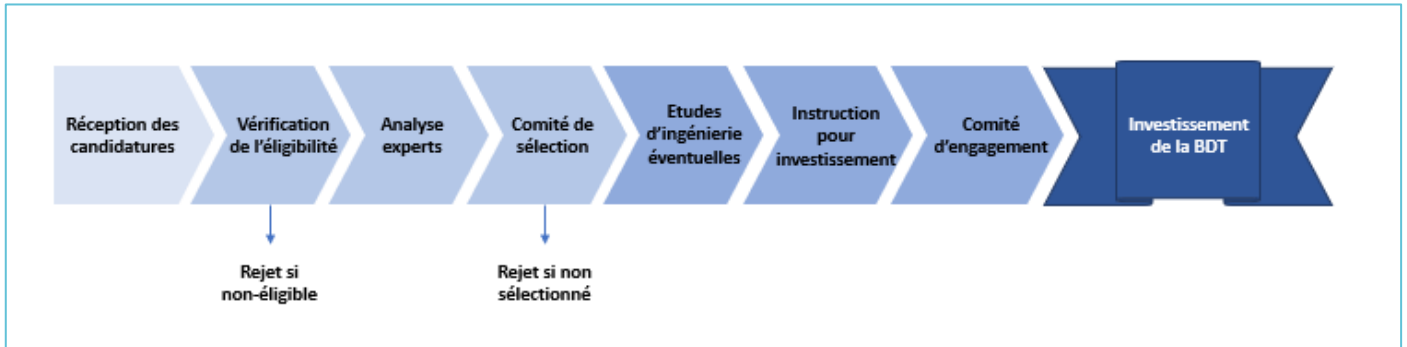 Réception des
candidatures
Vérification
de l'éligibilité
Analyse
experts
Comité de
sélection
Etudes
d'ingénierie
éventuelles
Instruction
pour
investissement
Comité
d'engagement
Investissement
de la BDT
Rejet si
non-éligible
Rejet si non
sélectionné